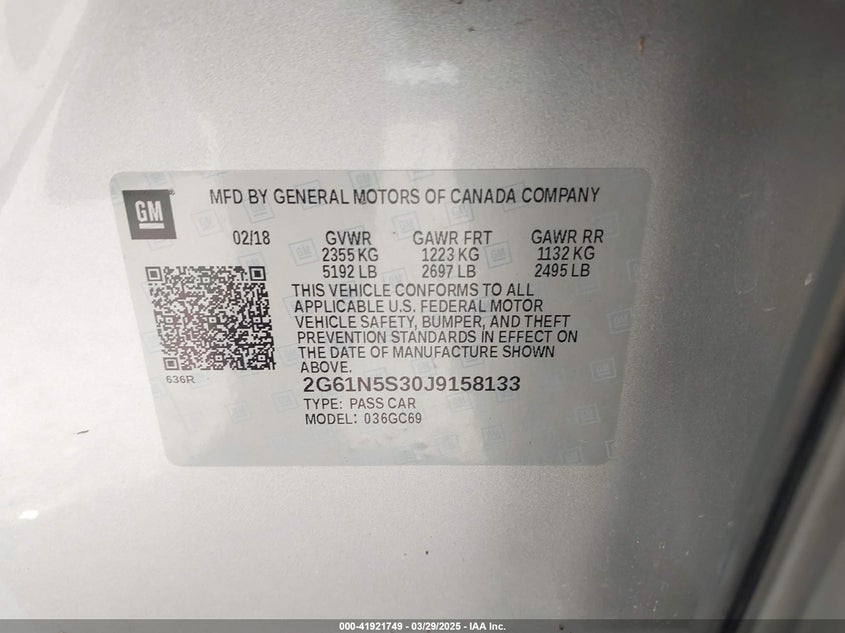 GM
MFD BY GENERAL MOTORS OF CANADA COMPANY
02/18 GVWR GAWR FRT GAWR RR
2355 KG 1223 KG 1132 KG
5192 LB 2697 LB 2495 LB
THIS VEHICLE CONFORMS TO ALL
APPLICABLE U.S. FEDERAL MOTOR
VEHICLE SAFETY, BUMPER, AND THEFT
PREVENTION STANDARDS IN EFFECT ON
THE DATE OF MANUFACTURE SHOWN
ABOVE.
636R
2G61N5S30J9158133
TYPE: PASS CAR
MODEL: 036GC69
000-41921749 - 03/29/2025 - IAA Inc.